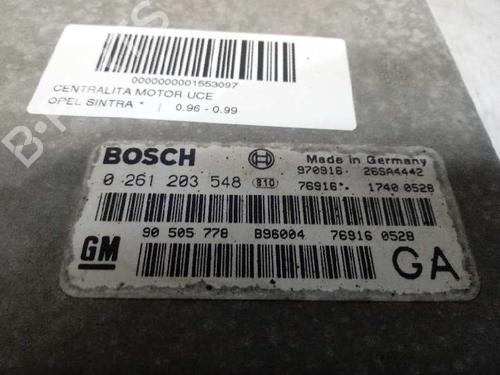 0000000001553097
CENTRALITA MOTOR UCE
OPEL SINTRA * | 0.96 - 0.99
BOSCH
Made in Germany
970916 26SA4442
0 261 203 548 B10 76916*. 1740 0528
GM 90 505 778 B96004 76916 0528
GA